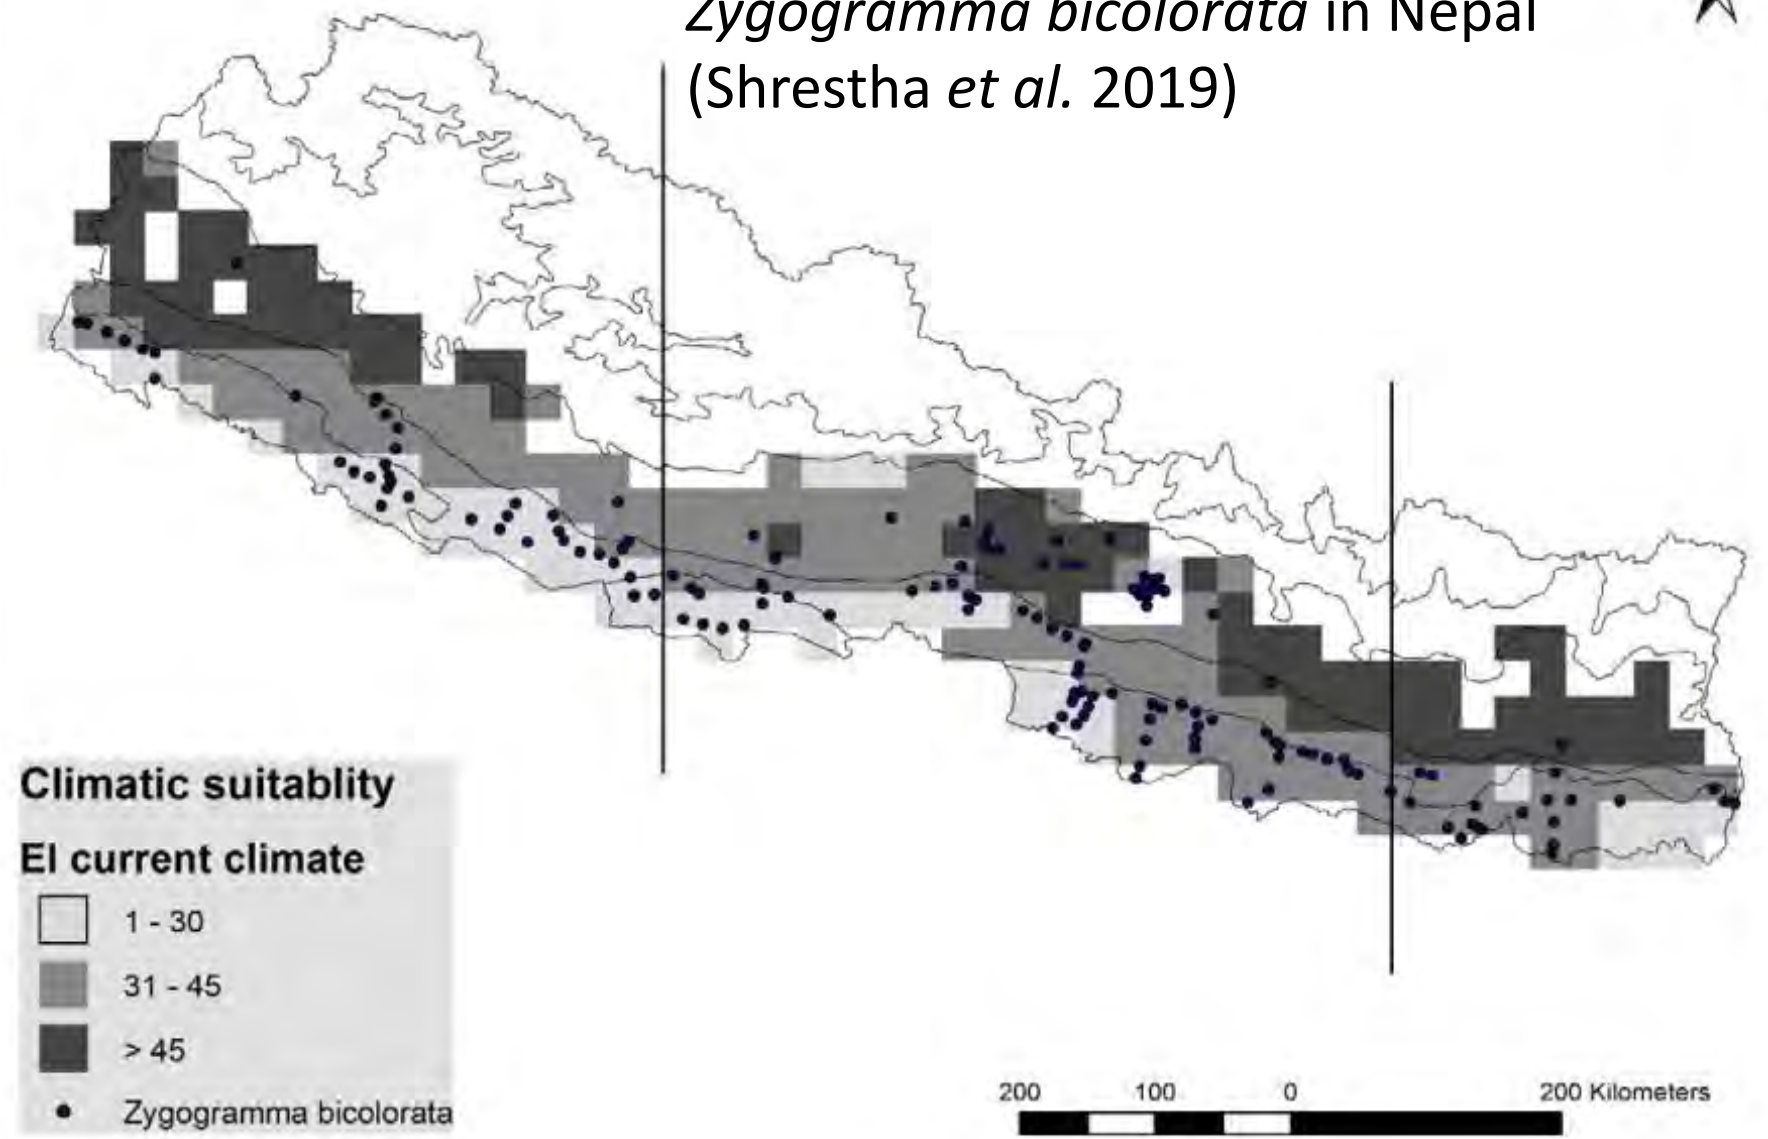 Zygogramma bicolorata in Nepal
(Shrestha et al. 2019)
Climatic suitablity
EI current climate
1 - 30
31 - 45
> 45
Zygogramma bicolorata
200 100 0 200 Kilometers